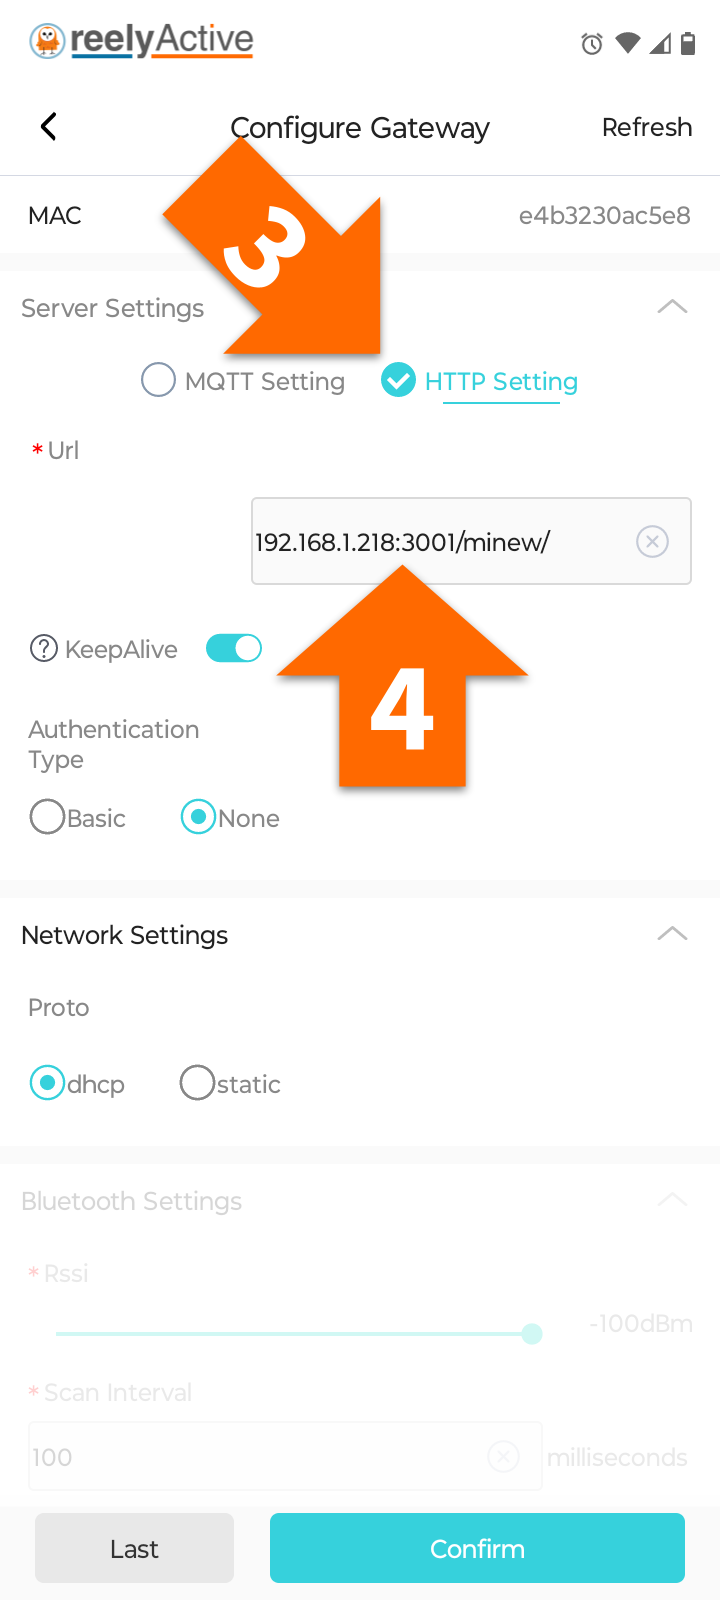 reelyActive
Configure Gateway
Refresh
MAC
e4b3230ac5e8
3
Server Settings
MQTT Setting
HTTP Setting
* Url
192.168.1.218:3001/minew/
? KeepAlive
4
Authentication
Type
Basic
None
Network Settings
Proto
dhcp
static
Bluetooth Settings
* Rssi
-100dBm
* Scan Interval
100
milliseconds
Last
Confirm